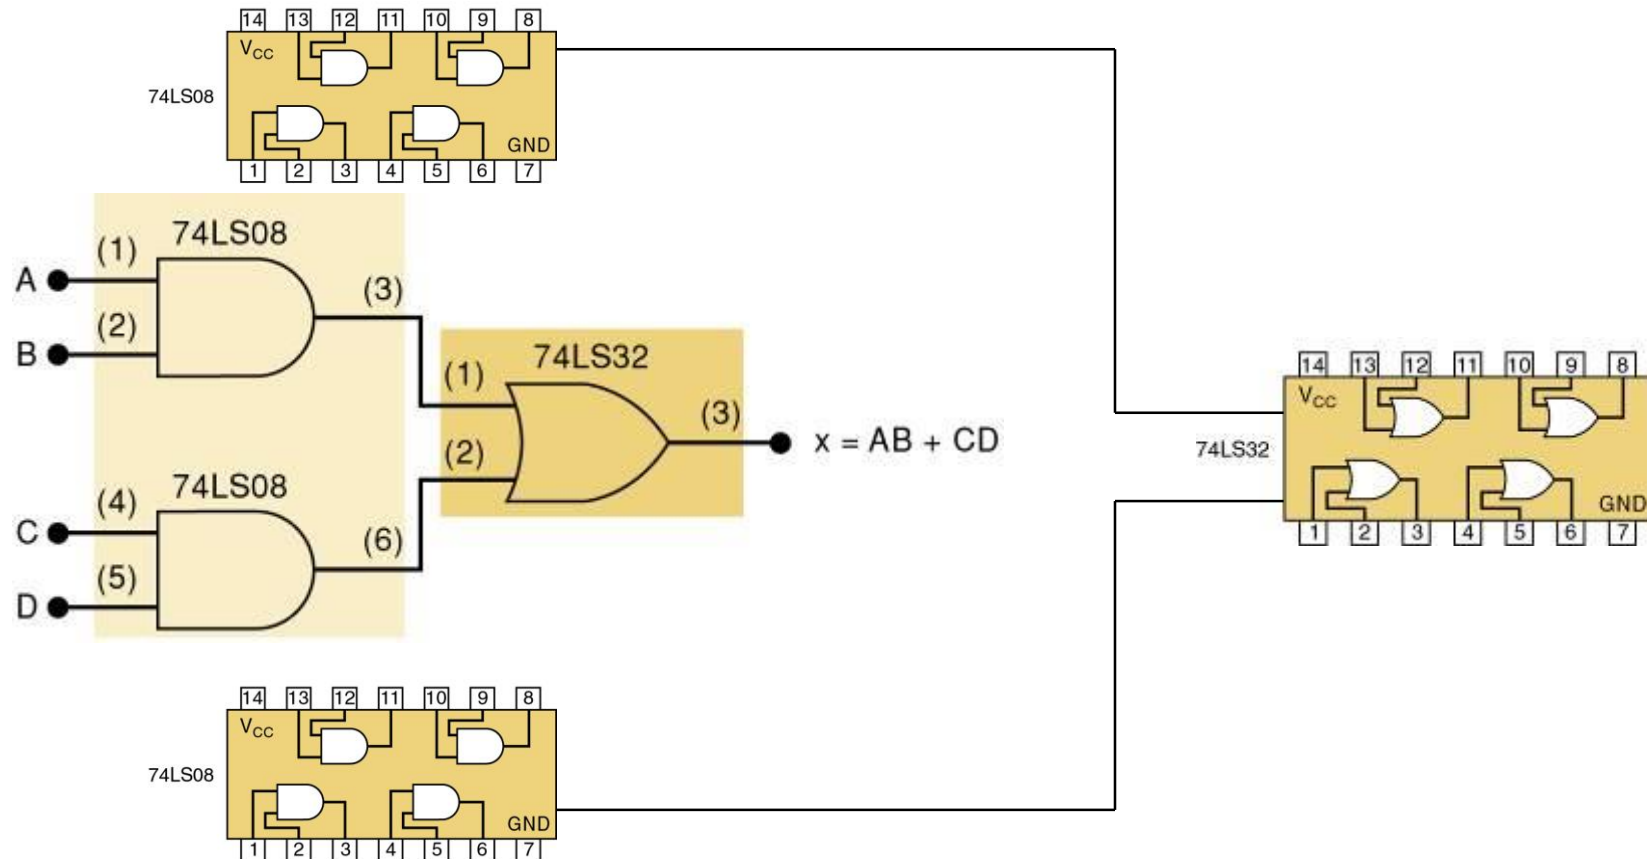 14 13 12 11 10 9 8
VCC
74LS08
GND
1 2 3 4 5 6 7
74LS08
(1)
A
(3)
(2)
B
74LS32
(1)
(3)
x = AB + CD
(2)
74LS08
(4)
C
(6)
(5)
D
14 13 12 11 10 9 8
VCC
74LS32
GND
1 2 3 4 5 6 7
14 13 12 11 10 9 8
VCC
74LS08
GND
1 2 3 4 5 6 7